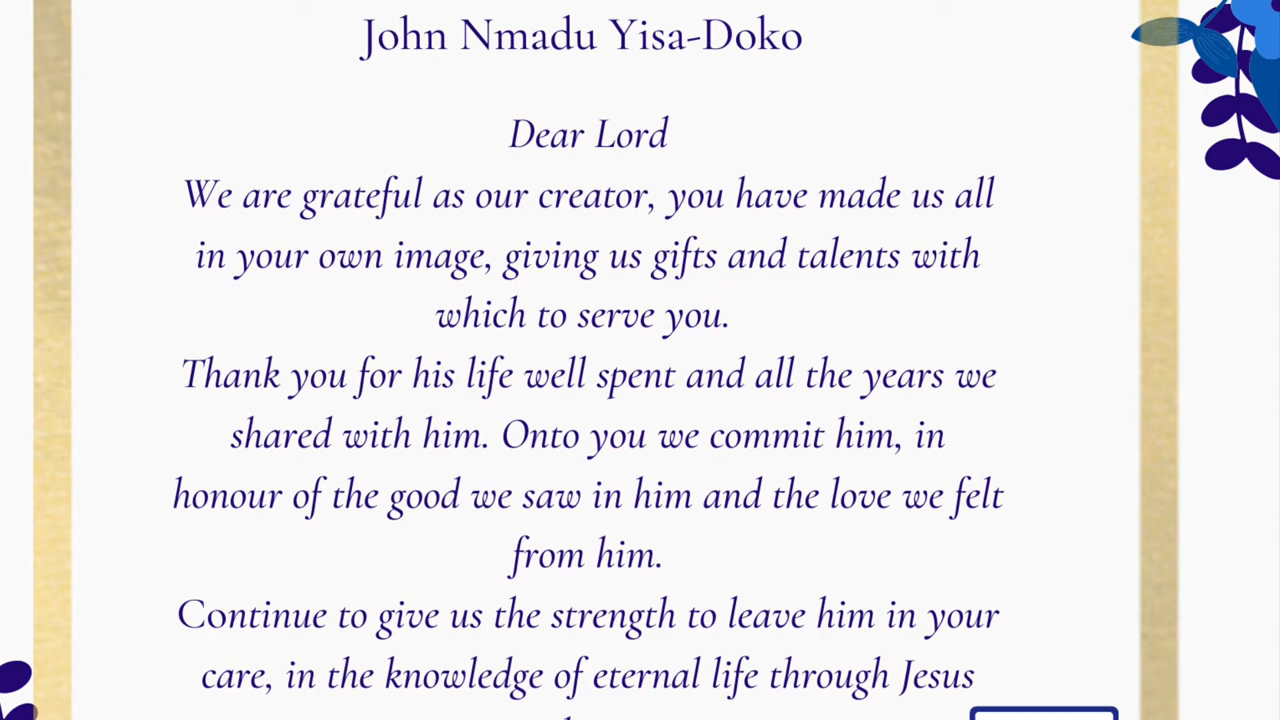 John Nmadu Yisa-Doko
Dear Lord
We are grateful as our creator, you have made us all
in your own image, giving us gifts and talents with
which to serve you.
Thank you for his life well spent and all the years we
shared with him. Onto you we commit him, in
honour of the good we saw in him and the love we felt
from him.
Continue to give us the strength to leave him in your
care, in the knowledge of eternal life through Jesus